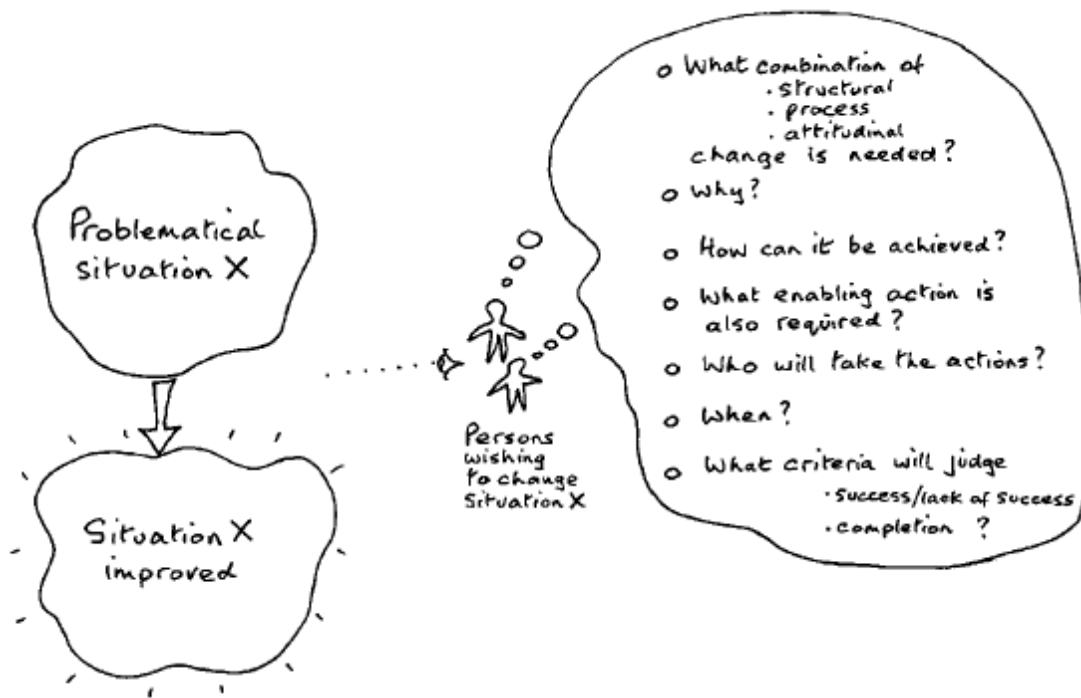 Problematical
situation X
Situation X
improved
Persons
wishing
to change
Situation X
What combination of
· structural
· process
· attitudinal
change is needed?
Why?
How can it be achieved?
What enabling action is
also required?
Who will take the actions?
When?
What criteria will judge
· success/lack of success
· completion ?